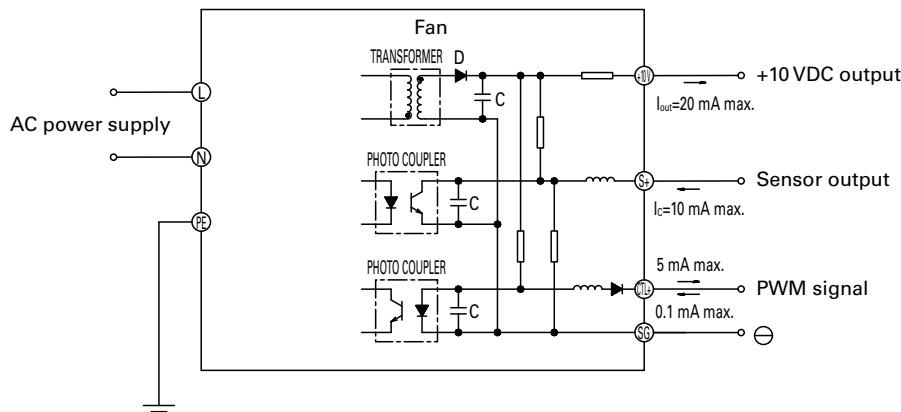 Fan
TRANSFORMER
D
C
+10V
+10 VDC output
Iout=20 mA max.
L
AC power supply
N
PHOTO COUPLER
C
S+
Sensor output
Ic=10 mA max.
PE
PHOTO COUPLER
C
5 mA max.
CTL+
PWM signal
0.1 mA max.
SG